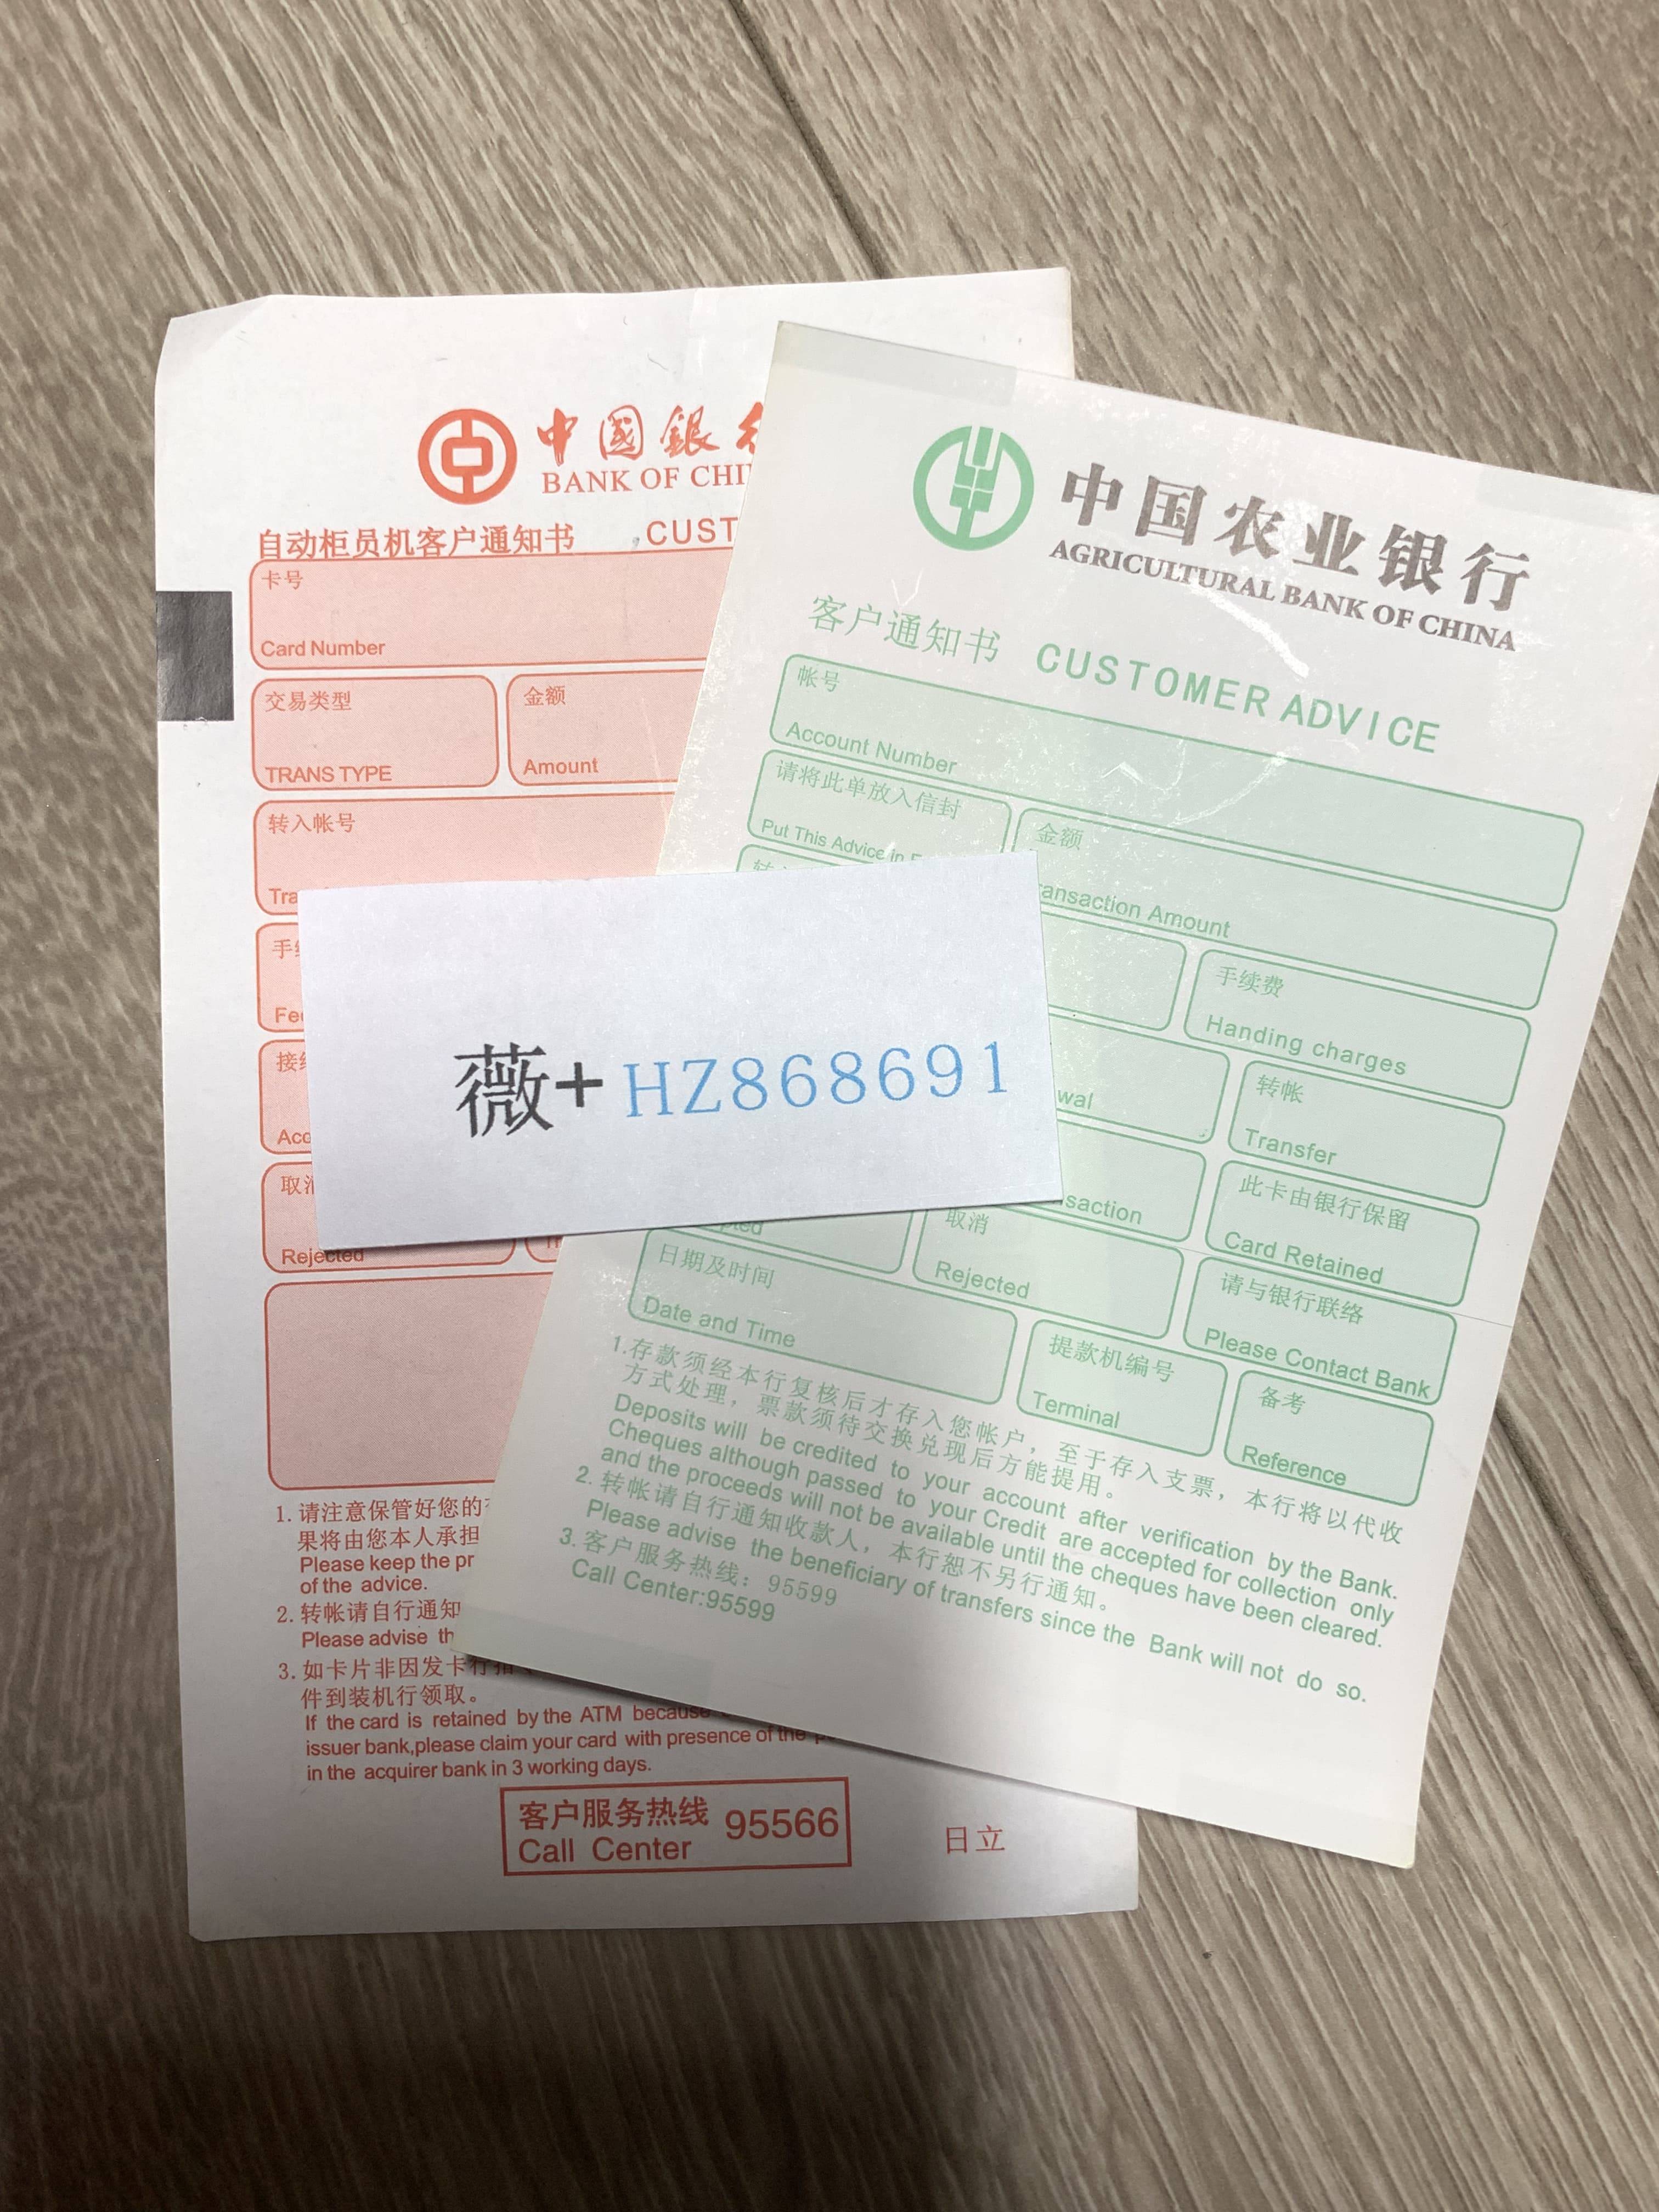 中國銀
BANK OF CHI
自动柜员机客户通知书 CUST
卡号
Card Number
交易类型
TRANS TYPE
金额
Amount
转入帐号
Tra
手
Fe
接
Acc
取
Rejected
1. 请注意保管好您的
果将由您本人承担
Please keep the pr
of the advice.
2. 转帐请自行通知
Please advise th
3. 如卡片非因发卡行
件到装机行领取。
If the card is retained by the ATM because
issuer bank,please claim your card with presence of the
in the acquirer bank in 3 working days.
客户服务热线 95566
Call Center
日立
中国农业银行
AGRICULTURAL BANK OF CHINA
客户通知书 CUSTOMER ADVICE
帐号
Account Number
请将此单放入信封
Put This Advice in
金额
ransaction Amount
手续费
Handing charges
wal
转帐
Transfer
saction
此卡由银行保留
Card Retained
pted
取消
Rejected
请与银行联络
Please Contact Bank
日期及时间
Date and Time
提款机编号
Terminal
备考
Reference
1.存款须经本行复核后才存入您帐户，至于存入支票，本行将以代收
方式处理，票款须待交换兑现后方能提用。
Deposits will be credited to your account after verification by the Bank.
Cheques although passed to your Credit are accepted for collection only
and the proceeds will not be available until the cheques have been cleared.
2. 转帐请自行通知收款人，本行恕不另行通知。
Please advise the beneficiary of transfers since the Bank will not do so.
3. 客户服务热线：95599
Call Center:95599
薇+HZ868691